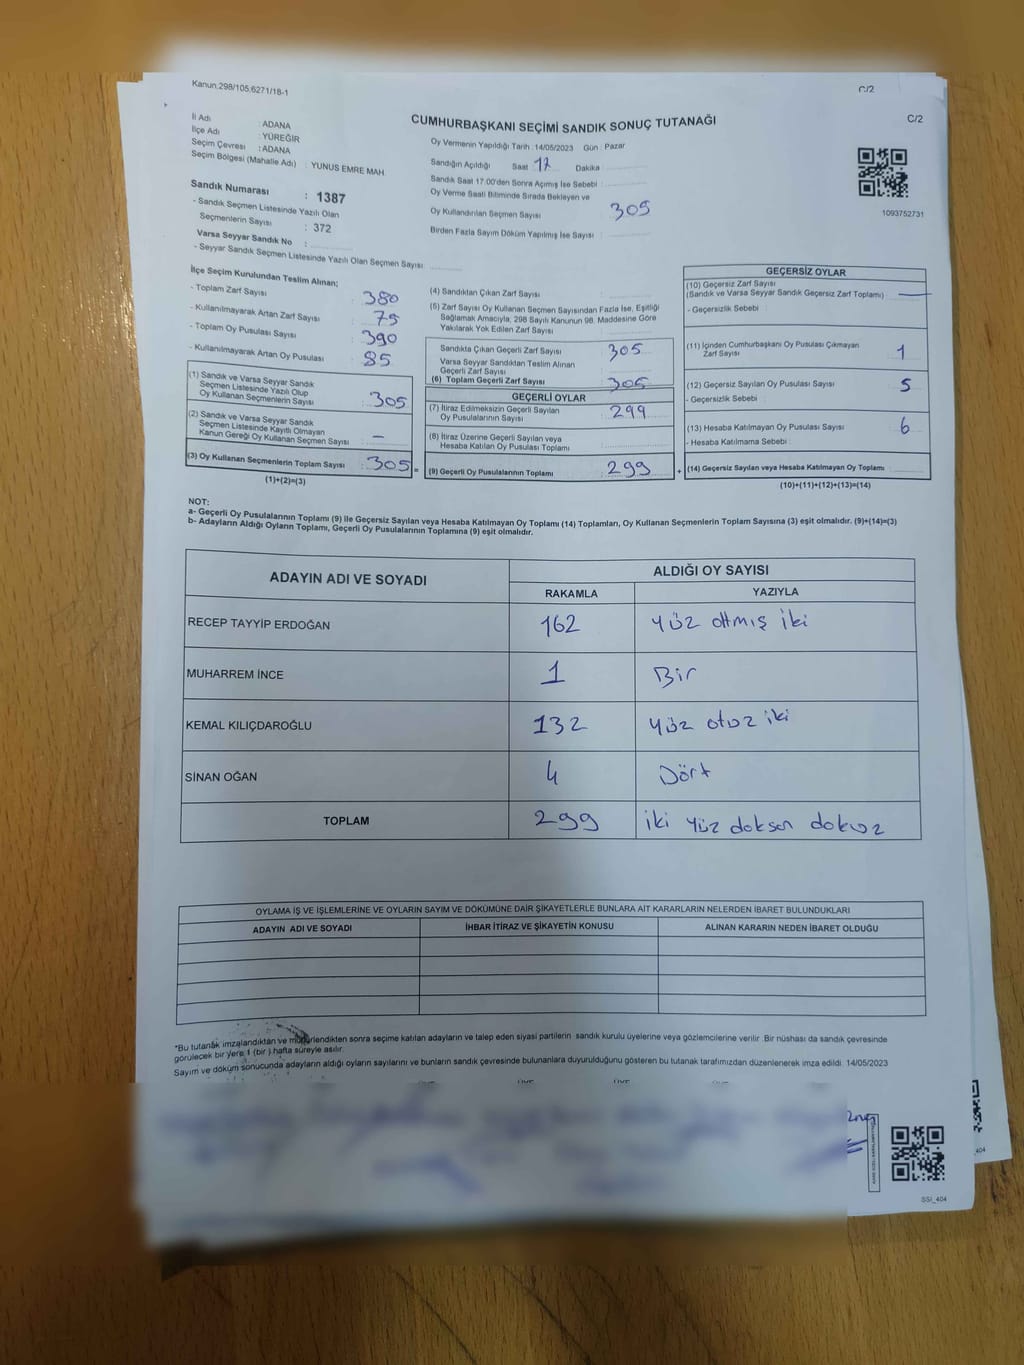 Kanun.298/105,6271/18-1
C/2
C/2
CUMHURBAŞKANI SEÇİMİ SANDIK SONUÇ TUTANAĞI
İl Adı : ADANA
İlçe Adı : YÜREĞİR
Seçim Çevresi : ADANA
Seçim Bölgesi (Mahalle Adı) : YUNUS EMRE MAH.
Sandık Numarası : 1387
- Sandık Seçmen Listesinde Yazılı Olan
Seçmenlerin Sayısı : 372
Varsa Seyyar Sandık No :
- Seyyar Sandık Seçmen Listesinde Yazılı Olan Seçmen Sayısı:
Oy Vermenin Yapıldığı Tarih :14/05/2023 Gün : Pazar
Sandığın Açıldığı Saat 17 Dakika :
Sandık Saat 17:00'den Sonra Açımış İse Sebebi :
Oy Verme Saati Bitiminde Sırada Bekleyen ve
Oy Kullandırılan Seçmen Sayısı 305
Birden Fazla Sayım Döküm Yapılmış İse Sayısı :
1093752731
İlçe Seçim Kurulundan Teslim Alınan;
- Toplam Zarf Sayısı 380
- Kullanılmayarak Artan Zarf Sayısı : 75
- Toplam Oy Pusulası Sayısı 390
- Kullanılmayarak Artan Oy Pusulası 85
(1) Sandık ve Varsa Seyyar Sandık
Seçmen Listesinde Yazılı Olup
Oy Kullanan Seçmenlerin Sayısı : 305
(2) Sandık ve Varsa Seyyar Sandık
Seçmen Listesinde Kayıtlı Olmayan
Kanun Gereği Oy Kullanan Seçmen Sayısı : –
(3) Oy Kullanan Seçmenlerin Toplam Sayısı : 305 =
(1)+(2)=(3)
(4) Sandıktan Çıkan Zarf Sayısı
(5) Zarf Sayısı Oy Kullanan Seçmen Sayısından Fazla İse, Eşitliği
Sağlamak Amacıyla, 298 Sayılı Kanunun 98. Maddesine Göre
Yakılarak Yok Edilen Zarf Sayısı
Sandıkta Çıkan Geçerli Zarf Sayısı : 305
Varsa Seyyar Sandıktan Teslim Alınan
Geçerli Zarf Sayısı
(6) Toplam Geçerli Zarf Sayısı 305
GEÇERLİ OYLAR
(7) İtiraz Edilmeksizin Geçerli Sayılan
Oy Pusulasının Sayısı : 299
(8) İtiraz Üzerine Geçerli Sayılan veya
Hesaba Katılan Oy Pusulası Toplamı
(9) Geçerli Oy Pusulalarının Toplamı : 299 +
GEÇERSİZ OYLAR
(10) Geçersiz Zarf Sayısı
(Sandık ve Varsa Seyyar Sandık Geçersiz Zarf Toplamı) : –
- Geçersizlik Sebebi :
(11) İçinden Cumhurbaşkanı Oy Pusulası Çıkmayan
Zarf Sayısı : 1
(12) Geçersiz Sayılan Oy Pusulası Sayısı : 5
- Geçersizlik Sebebi :
(13) Hesaba Katılmayan Oy Pusulası Sayısı : 6
- Hesaba Katılmama Sebebi :
(14) Geçersiz Sayılan veya Hesaba Katılmayan Oy Toplamı :
(10)+(11)+(12)+(13)=(14)
NOT:
a- Geçerli Oy Pusulalarının Toplamı (9) ile Geçersiz Sayılan veya Hesaba Katılmayan Oy Toplamı (14) Toplamları, Oy Kullanan Seçmenlerin Toplam Sayısına (3) eşit olmalıdır. (9)+(14)=(3)
b- Adayların Aldığı Oyların Toplamı, Geçerli Oy Pusulalarının Toplamına (9) eşit olmalıdır.
ADAYIN ADI VE SOYADI ALDIĞI OY SAYISI
RAKAMLA YAZIYLA
RECEP TAYYİP ERDOĞAN 162 yüz altmış iki
MUHARREM İNCE 1 Bir
KEMAL KILIÇDAROĞLU 132 yüz otuz iki
SİNAN OĞAN 4 Dört
TOPLAM 299 iki yüz doksan dokuz
OYLAMA İŞ VE İŞLEMLERİNE VE OYLARIN SAYIM VE DÖKÜMÜNE DAİR ŞİKAYETLERLE BUNLARA AİT KARARLARIN NELERDEN İBARET BULUNDUKLARI
ADAYIN ADI VE SOYADI İHBAR İTİRAZ VE ŞİKAYETİN KONUSU ALINAN KARARIN NEDEN İBARET OLDUĞU
*Bu tutanak imzalandıktan ve mühürlendikten sonra seçime katılan adayların ve talep eden siyasi partilerin sandık kurulu üyelerine veya gözlemcilerine verilir. Bir nüshası da sandık çevresinde
görülecek bir yere 1 (bir ) hafta süreyle asılır.
Sayım ve döküm sonucunda adayların aldığı oyların sayılarını ve bunların sandık çevresinde bulunanlara duyurulduğunu gösteren bu tutanak tarafımızdan düzenlenerek imza edildi. 14/05/2023
SSI_404